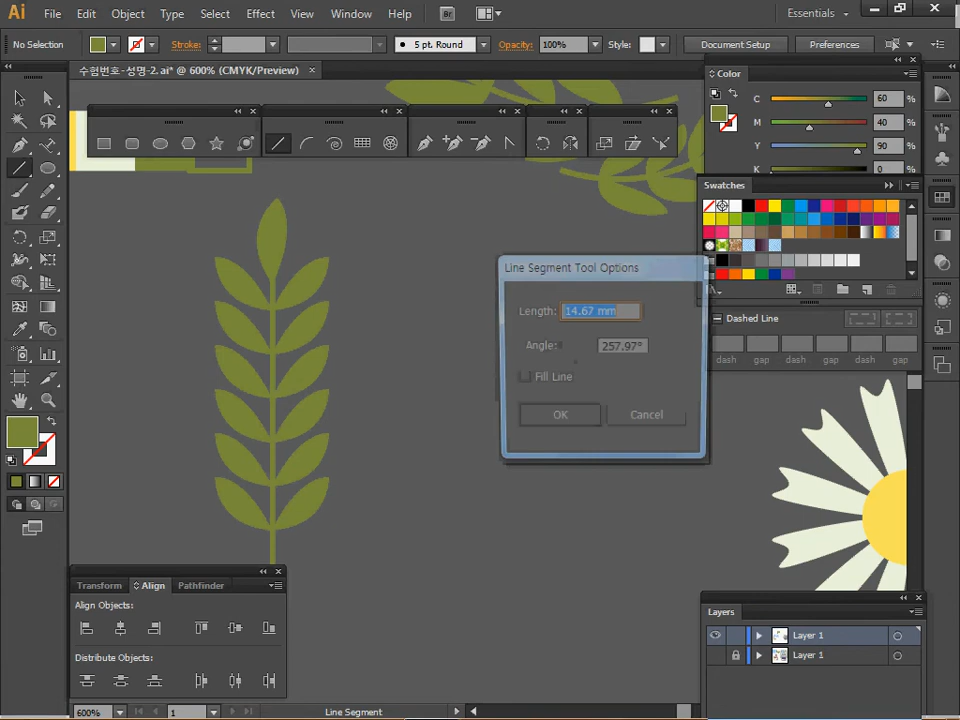 Ai File Edit Object Type Select Effect View Window Help Br Essentials
No Selection Stroke: 5 pt. Round Opacity: 100% Style: Document Setup Preferences
수험번호-성명-2.ai* @ 600% (CMYK/Preview)
Color
C 60 %
M 40 %
Y 90 %
K 0 %
Swatches
Line Segment Tool Options
Length: 14.67 mm
Angle: 257.97°
Fill Line
OK Cancel
Dashed Line
dash gap dash gap dash gap
Transform Align Pathfinder
Align Objects:
Distribute Objects:
Layers
Layer 1
Layer 1
600% 1 Line Segment